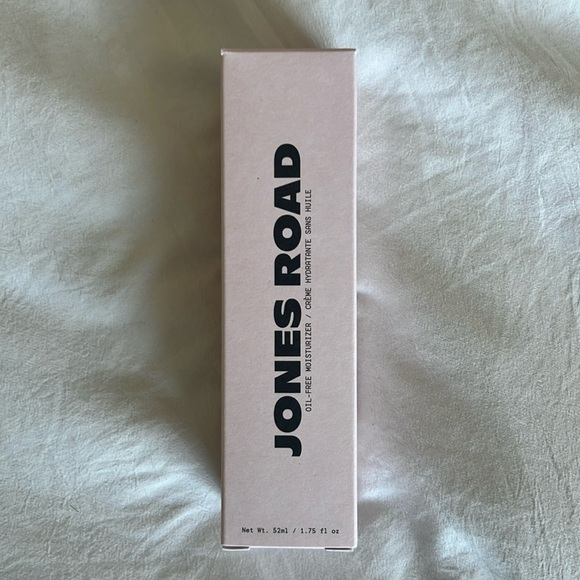 JONES ROAD
OIL-FREE MOISTURIZER / CRÈME HYDRATANTE SANS HUILE
Net Wt. 52ml / 1.75 fl oz